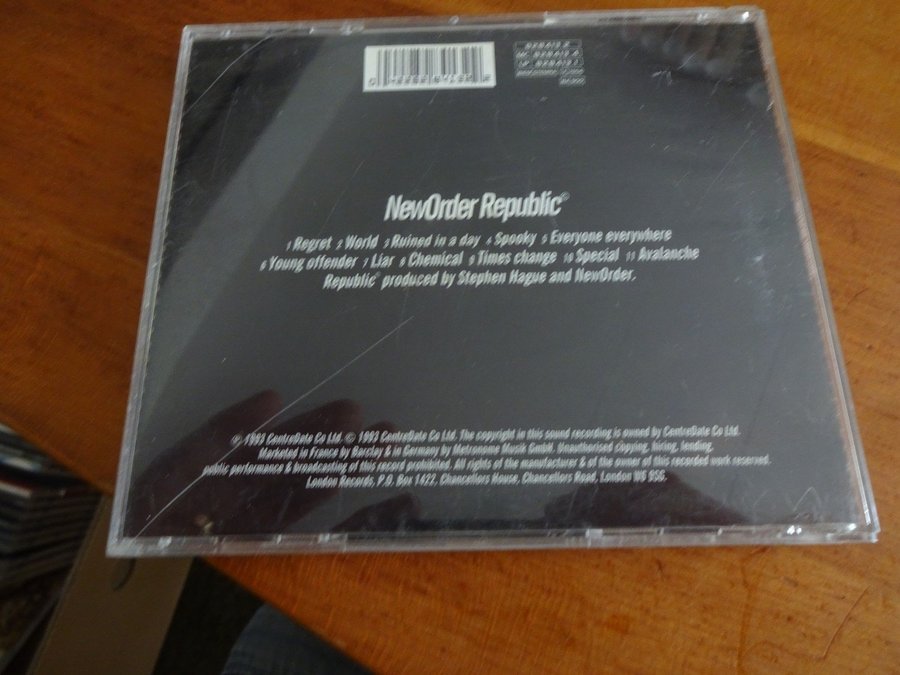 NewOrder Republic©
1 Regret 2 World 3 Ruined in a day 4 Spooky 5 Everyone everywhere
6 Young offender 7 Liar 8 Chemical 9 Times change 10 Special 11 Avalanche
Republic© produced by Stephen Hague and NewOrder.
℗ 1993 CentreDate Co Ltd. © 1993 CentreDate Co Ltd. The copyright in this sound recording is owned by CentreDate Co Ltd.
Marketed in France by Barclay & in Germany by Metronome Musik GmbH. Unauthorised copying, hiring, lending,
public performance & broadcasting of this record prohibited. All rights of the manufacturer & of the owner of this recorded work reserved.
London Records, P.O. Box 1422, Chancellors House, Chancellors Road, London W6 9SG.